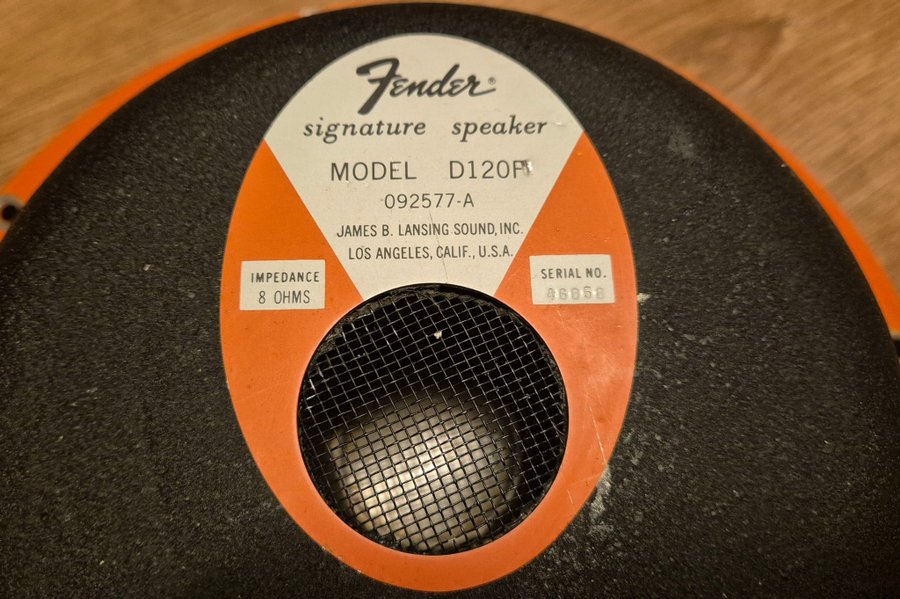 Fender®
signature speaker
MODEL D120F
092577-A
JAMES B. LANSING SOUND, INC.
LOS ANGELES, CALIF., U.S.A.
IMPEDANCE
8 OHMS
SERIAL NO.